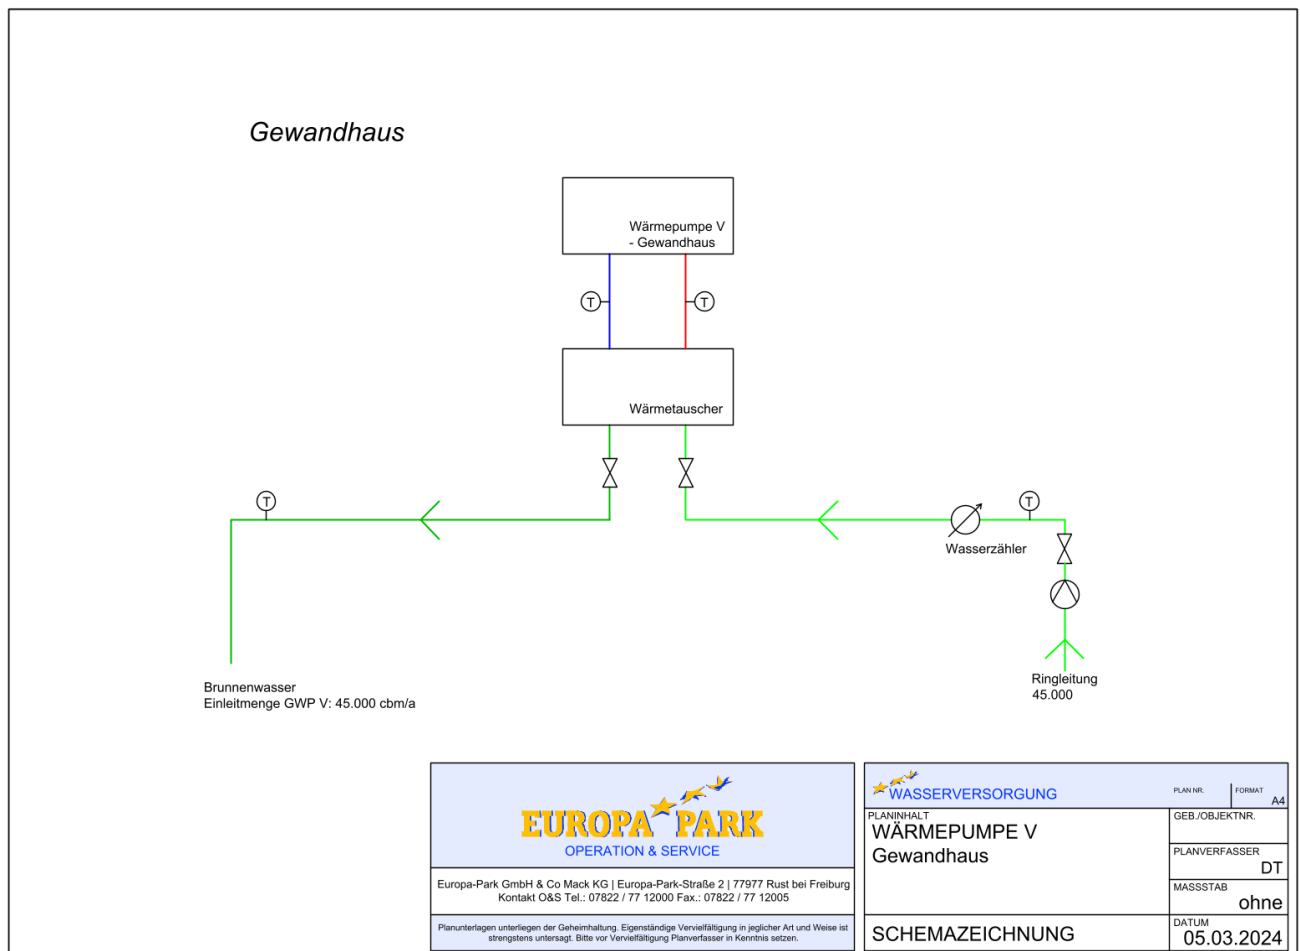 Gewandhaus
Wärmepumpe V
- Gewandhaus
T
T
Wärmetauscher
T
T
Wasserzähler
Brunnenwasser
Einleitmenge GWP V: 45.000 cbm/a
Ringleitung
45.000
EUROPA PARK
OPERATION & SERVICE
Europa-Park GmbH & Co Mack KG | Europa-Park-Straße 2 | 77977 Rust bei Freiburg
Kontakt O&S Tel.: 07822 / 77 12000 Fax.: 07822 / 77 12005
Planunterlagen unterliegen der Geheimhaltung. Eigenständige Vervielfältigung in jeglicher Art und Weise ist
strengstens untersagt. Bitte vor Vervielfältigung Planverfasser in Kenntnis setzen.
WASSERVERSORGUNG
PLAN NR.
FORMAT
A4
PLANINHALT
WÄRMEPUMPE V
Gewandhaus
GEB./OBJEKTNR.
PLANVERFASSER
DT
MASSSTAB
ohne
SCHEMAZEICHNUNG
DATUM
05.03.2024